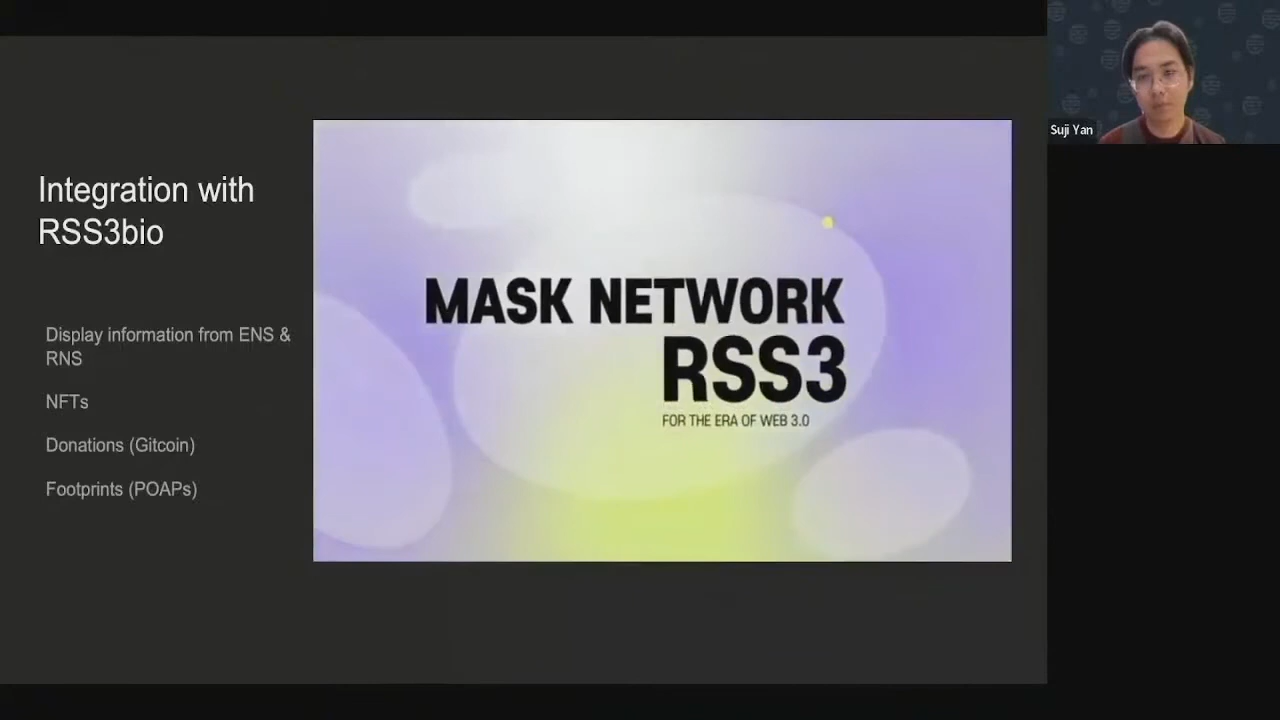 Integration with
RSS3bio
Display information from ENS &
RNS
NFTs
Donations (Gitcoin)
Footprints (POAPs)
MASK NETWORK
RSS3
FOR THE ERA OF WEB 3.0
Suji Yan